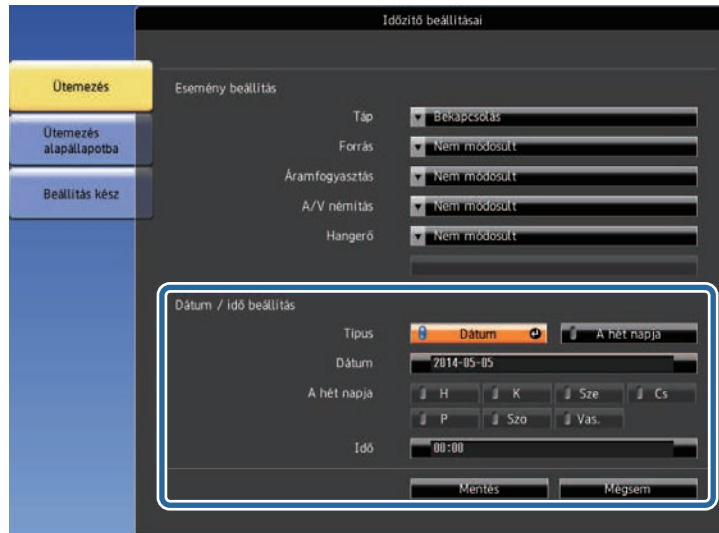 Időzítő beállításai
Ütemezés
Ütemezés
alapállapotba
Beállítás kész
Esemény beállítás
Táp Bekapcsolás
Forrás Nem módosult
Áramfogyasztás Nem módosult
A/V némítás Nem módosult
Hangerő Nem módosult
Dátum / idő beállítás
Típus Dátum A hét napja
Dátum 2014-05-05
A hét napja H K Sze Cs
P Szo Vas.
Idő 00:00
Mentés Mégsem